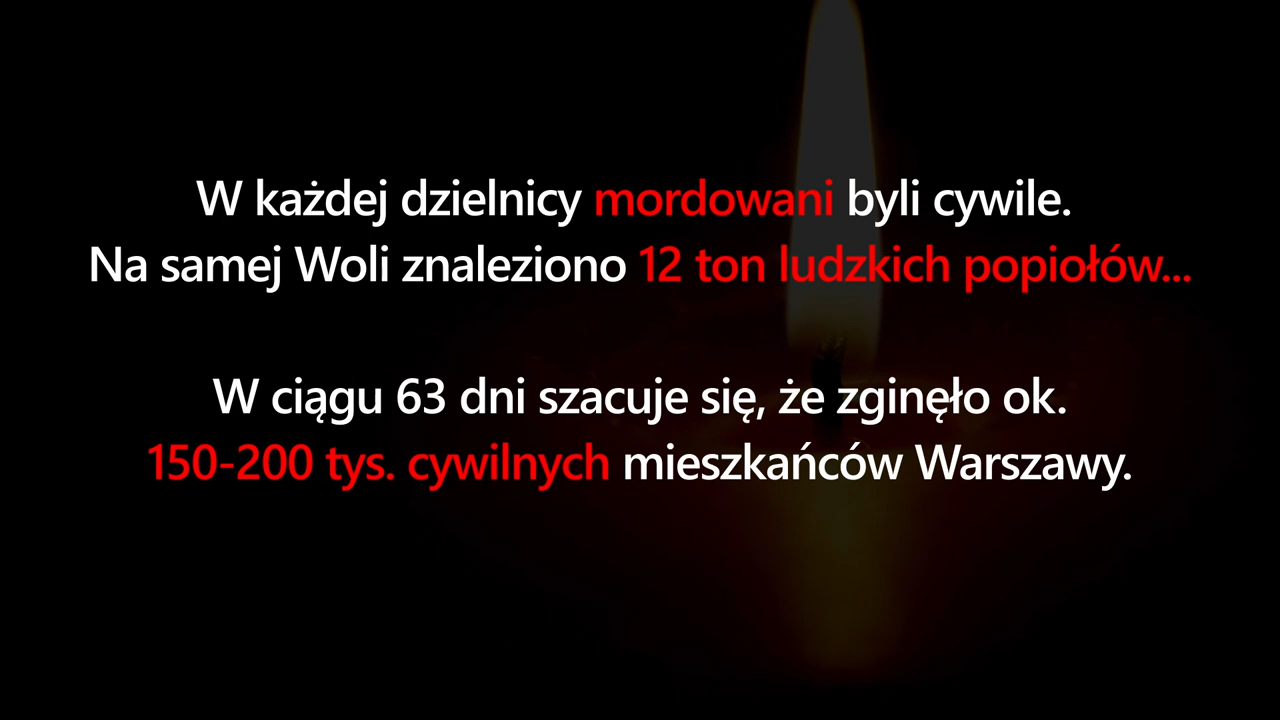 W każdej dzielnicy mordowani byli cywile.
Na samej Woli znaleziono 12 ton ludzkich popiołów...
W ciągu 63 dni szacuje się, że zginęło ok.
150-200 tys. cywilnych mieszkańców Warszawy.